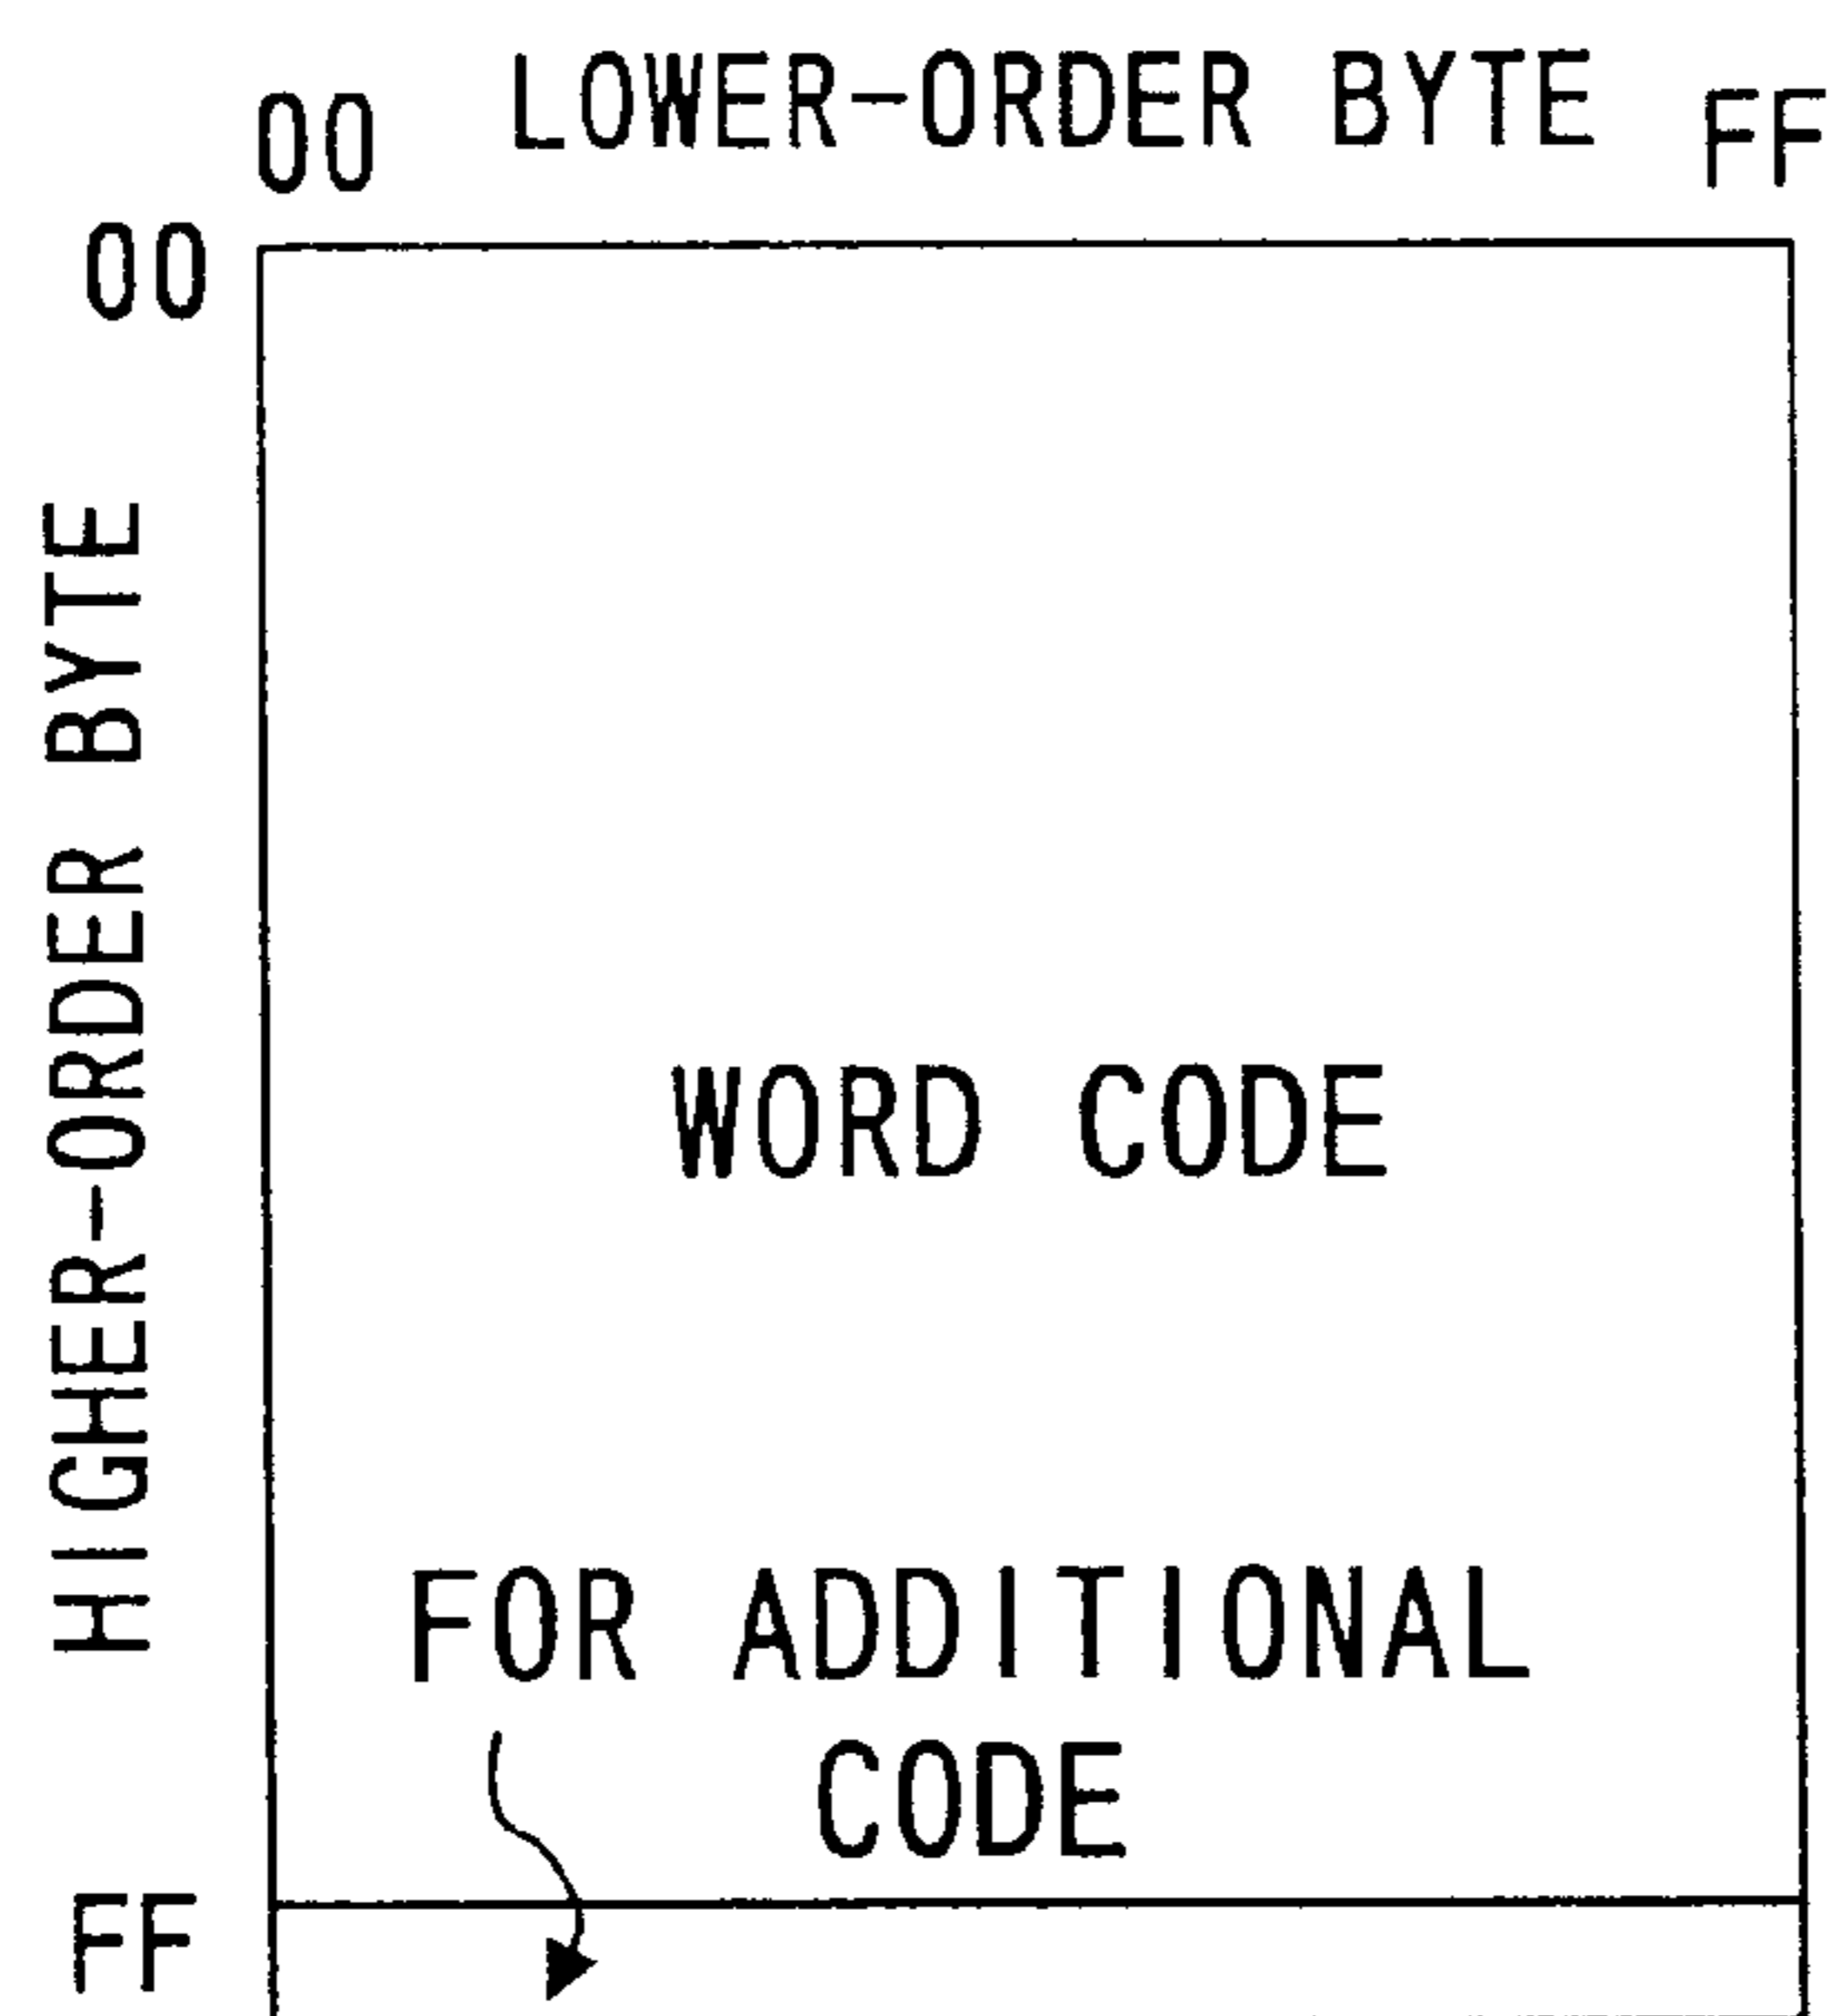 LOWER-ORDER BYTE
00 FF
00
HIGHER-ORDER BYTE
WORD CODE
FOR ADDITIONAL
CODE
FF